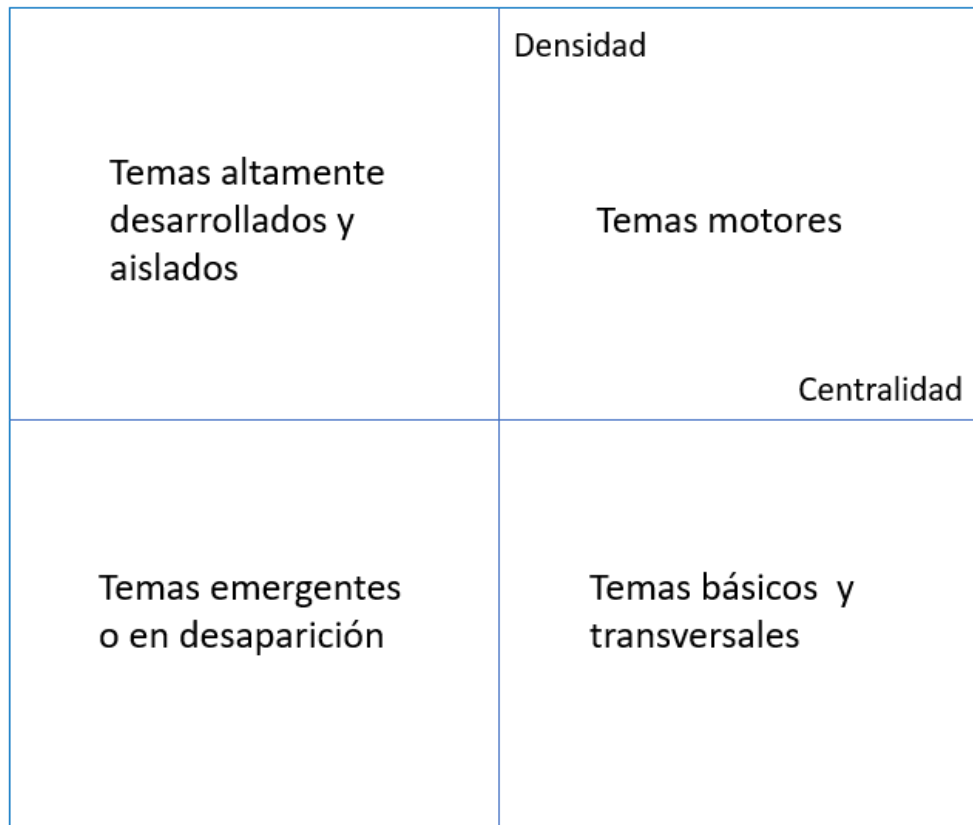 Densidad
Temas altamente
desarrollados y
aislados
Temas motores
Centralidad
Temas emergentes
o en desaparición
Temas básicos y
transversales